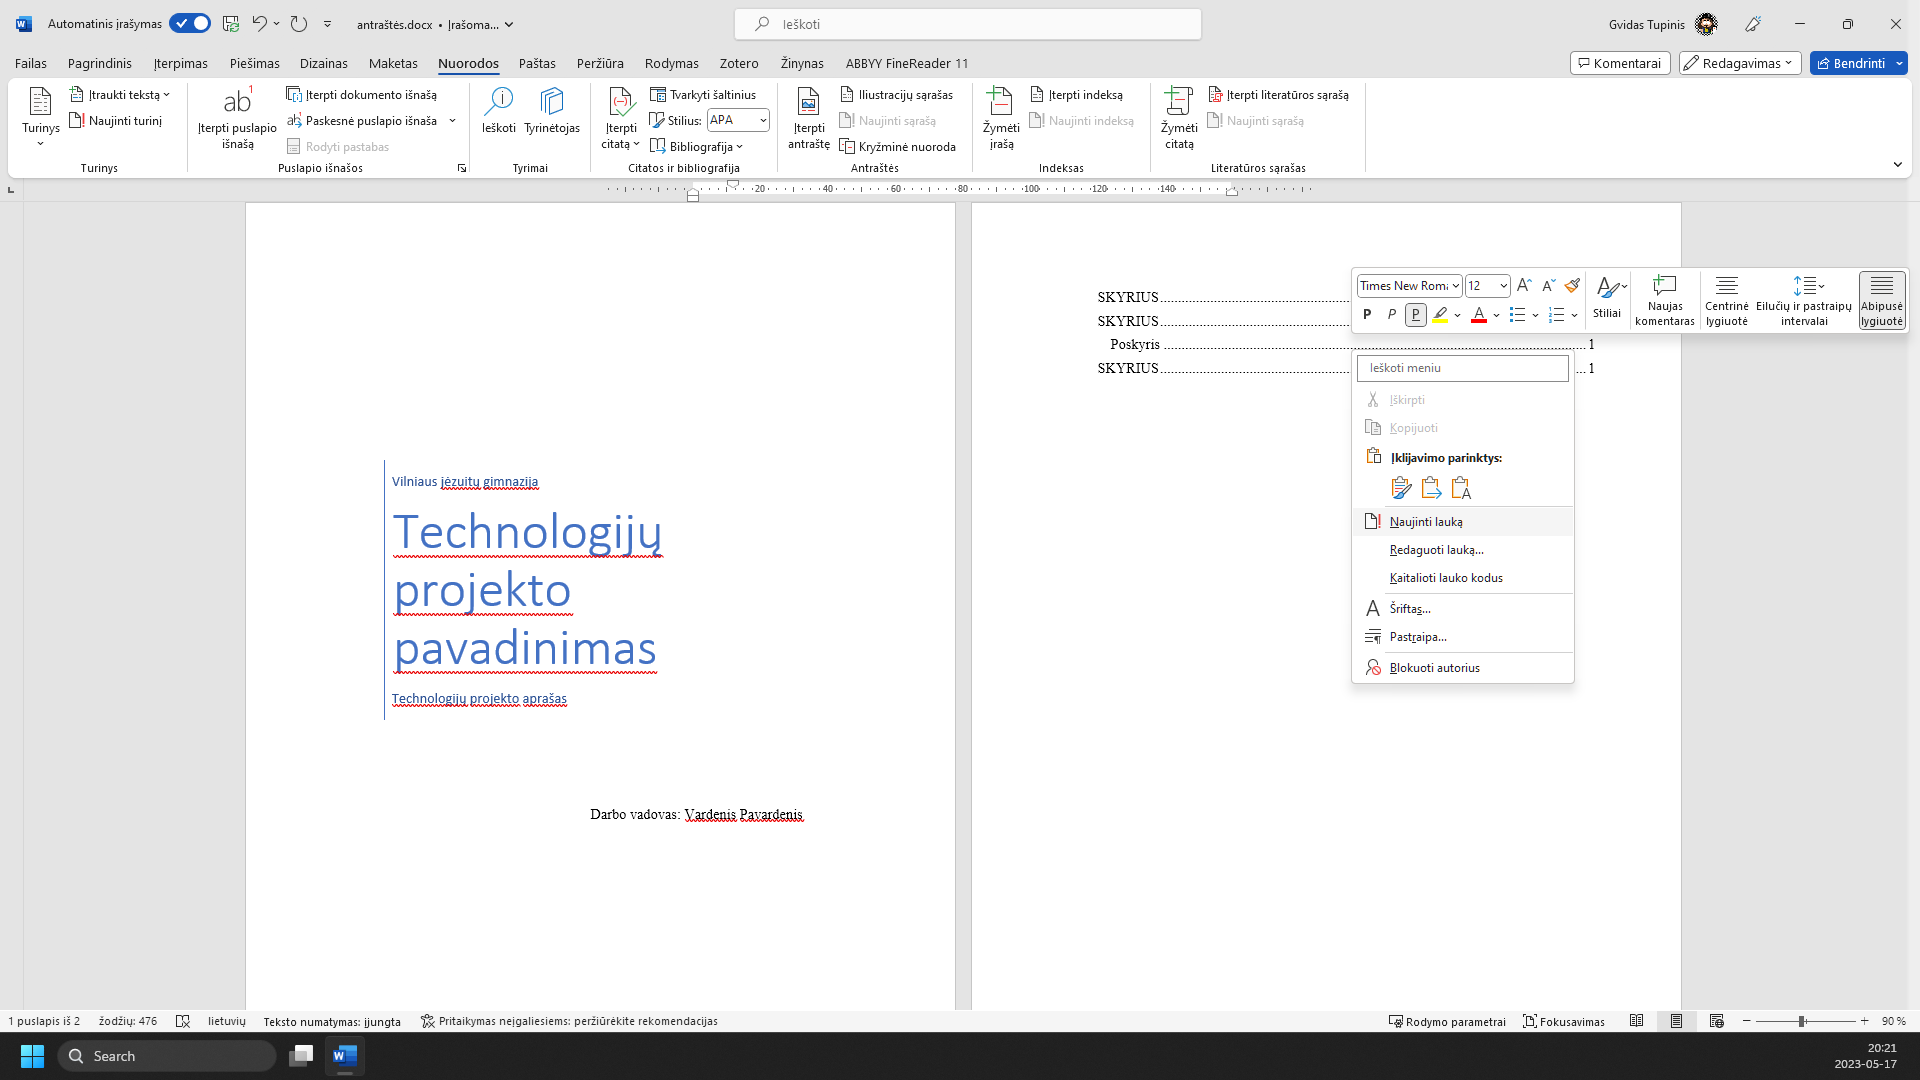 Automatinis įrašymas
antraštės.docx • Įrašoma...
Ieškoti
Gvidas Tupinis
Failas Pagrindinis Įterpimas Piešimas Dizainas Maketas Nuorodos Paštas Peržiūra Rodymas Zotero Žinynas ABBYY FineReader 11
Komentarai Redagavimas Bendrinti
Turinys
Įtraukti tekstą
Naujinti turinį
Turinys
ab 1
Įterpti puslapio
išnašą
Įterpti dokumento išnašą
Paskesnė puslapio išnaša
Rodyti pastabas
Puslapio išnašos
Ieškoti
Tyrinėtojas
Tyrimai
Įterpti
citatą
Tvarkyti šaltinius
Stilius: APA
Bibliografija
Citatos ir bibliografija
Įterpti
antraštę
Iliustracijų sąrašas
Naujinti sąrašą
Kryžminė nuoroda
Antraštės
Žymėti
įrašą
Įterpti indeksą
Naujinti indeksą
Indeksas
Žymėti
citatą
Įterpti literatūros sąrašą
Naujinti sąrašą
Literatūros sąrašas
20 40 60 80 100 120 140
Vilniaus jėzuitų gimnazija
Technologijų
projekto
pavadinimas
Technologijų projekto aprašas
Darbo vadovas: Vardenis Pavardenis
SKYRIUS
SKYRIUS
Poskyris 1
SKYRIUS 1
Times New Roma 12
P P P
Stiliai
Naujas
komentaras
Centrinė
lygiuotė
Eilučių ir pastraipų
intervalai
Abipusė
lygiuotė
Ieškoti meniu
Iškirpti
Kopijuoti
Įklijavimo parinktys:
Naujinti lauką
Redaguoti lauką...
Kaitalioti lauko kodus
Šriftas...
Pastraipa...
Blokuoti autorius
1 puslapis iš 2 žodžių: 476 lietuvių Teksto numatymas: įjungta Pritaikymas neįgaliesiems: peržiūrėkite rekomendacijas
Rodymo parametrai Fokusavimas 90 %
Search
20:21
2023-05-17